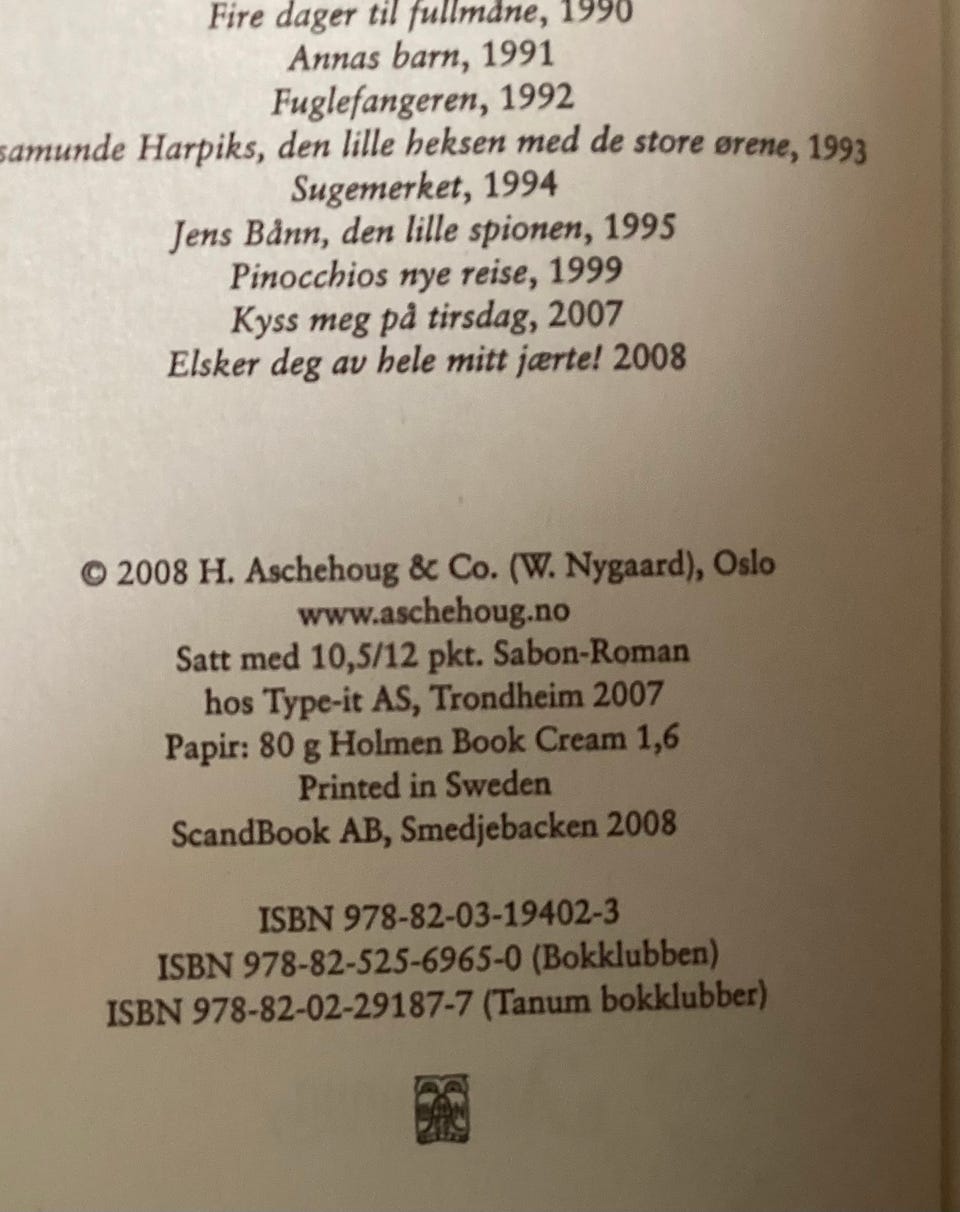 Fire dager til fullmåne, 1990
Annas barn, 1991
Fuglefangeren, 1992
samunde Harpiks, den lille heksen med de store ørene, 1993
Sugemerket, 1994
Jens Bånn, den lille spionen, 1995
Pinocchios nye reise, 1999
Kyss meg på tirsdag, 2007
Elsker deg av hele mitt jærte! 2008
© 2008 H. Aschehoug & Co. (W. Nygaard), Oslo
www.aschehoug.no
Satt med 10,5/12 pkt. Sabon-Roman
hos Type-it AS, Trondheim 2007
Papir: 80 g Holmen Book Cream 1,6
Printed in Sweden
ScandBook AB, Smedjebacken 2008
ISBN 978-82-03-19402-3
ISBN 978-82-525-6965-0 (Bokklubben)
ISBN 978-82-02-29187-7 (Tanum bokklubber)